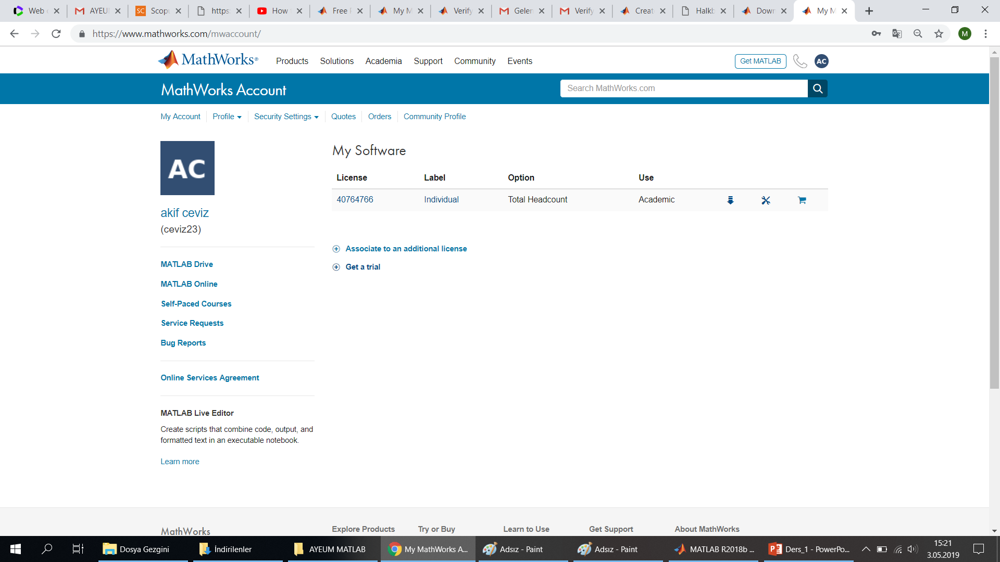 Web
AYEU
Scop
https:
How
Free
My M
Verify
Gelen
Verify
Creat
Halkb
Down
My M
https://www.mathworks.com/mwaccount/
M
MathWorks®
Products Solutions Academia Support Community Events
Get MATLAB
AC
MathWorks Account
Search MathWorks.com
My Account Profile Security Settings Quotes Orders Community Profile
AC
akif ceviz
(ceviz23)
MATLAB Drive
MATLAB Online
Self-Paced Courses
Service Requests
Bug Reports
Online Services Agreement
MATLAB Live Editor
Create scripts that combine code, output, and
formatted text in an executable notebook.
Learn more
My Software
License Label Option Use
40764766 Individual Total Headcount Academic
Associate to an additional license
Get a trial
MathWorks
Explore Products Try or Buy Learn to Use Get Support About MathWorks
Dosya Gezgini
İndirilenler
AYEUM MATLAB
My MathWorks A...
Adsız - Paint
Adsız - Paint
MATLAB R2018b ...
Ders_1 - PowerPo...
15:21
3.05.2019